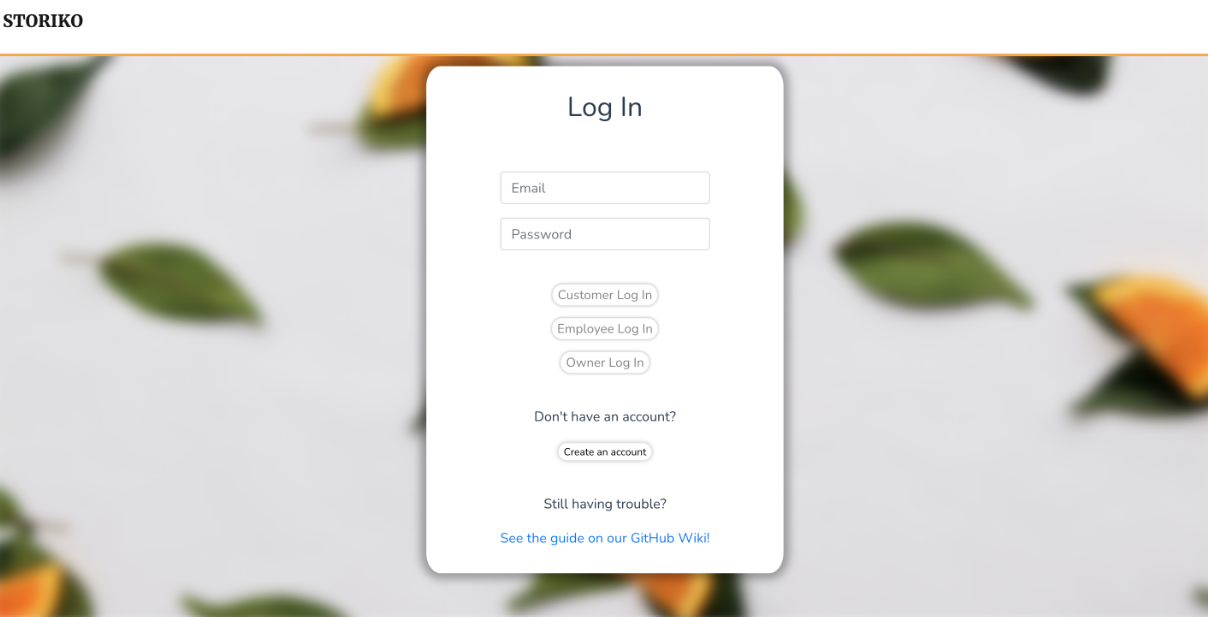 STORIKO
Log In
Email
Password
Customer Log In
Employee Log In
Owner Log In
Don't have an account?
Create an account
Still having trouble?
See the guide on our GitHub Wiki!